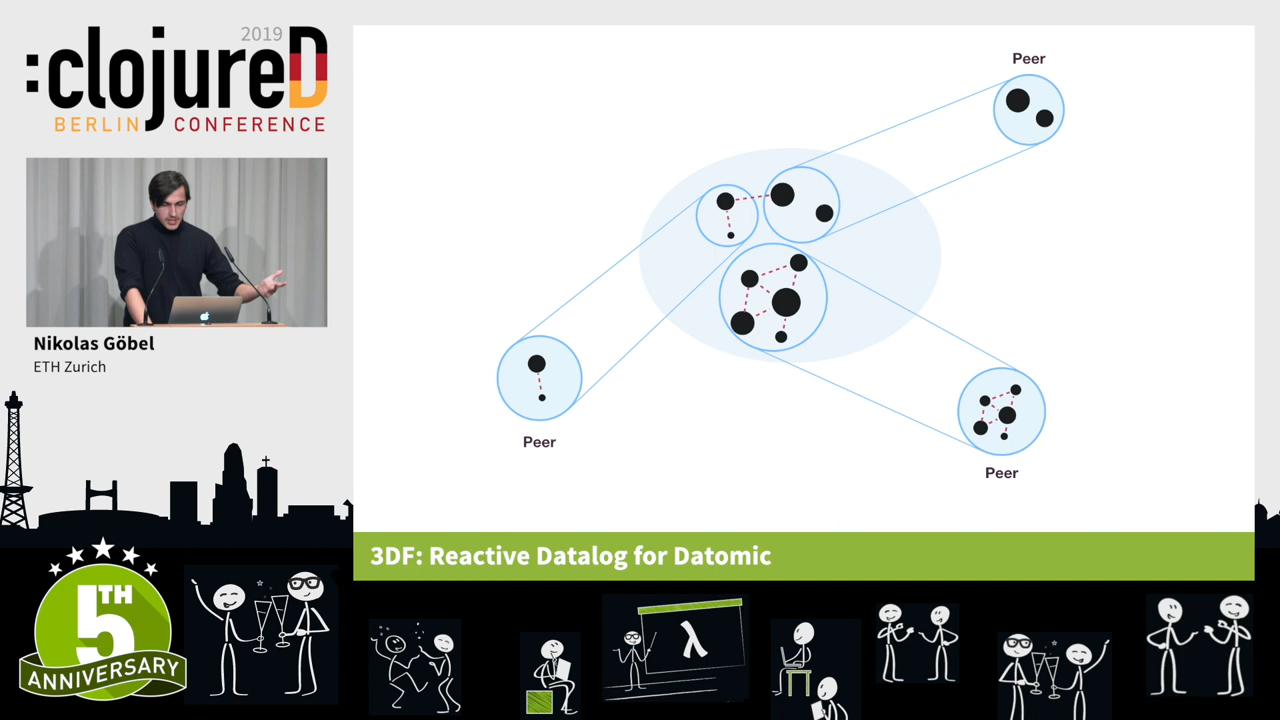 2019
:clojureD
BERLIN CONFERENCE
Nikolas Göbel
ETH Zurich
Peer
Peer
Peer
3DF: Reactive Datalog for Datomic
5TH
ANNIVERSARY
λ